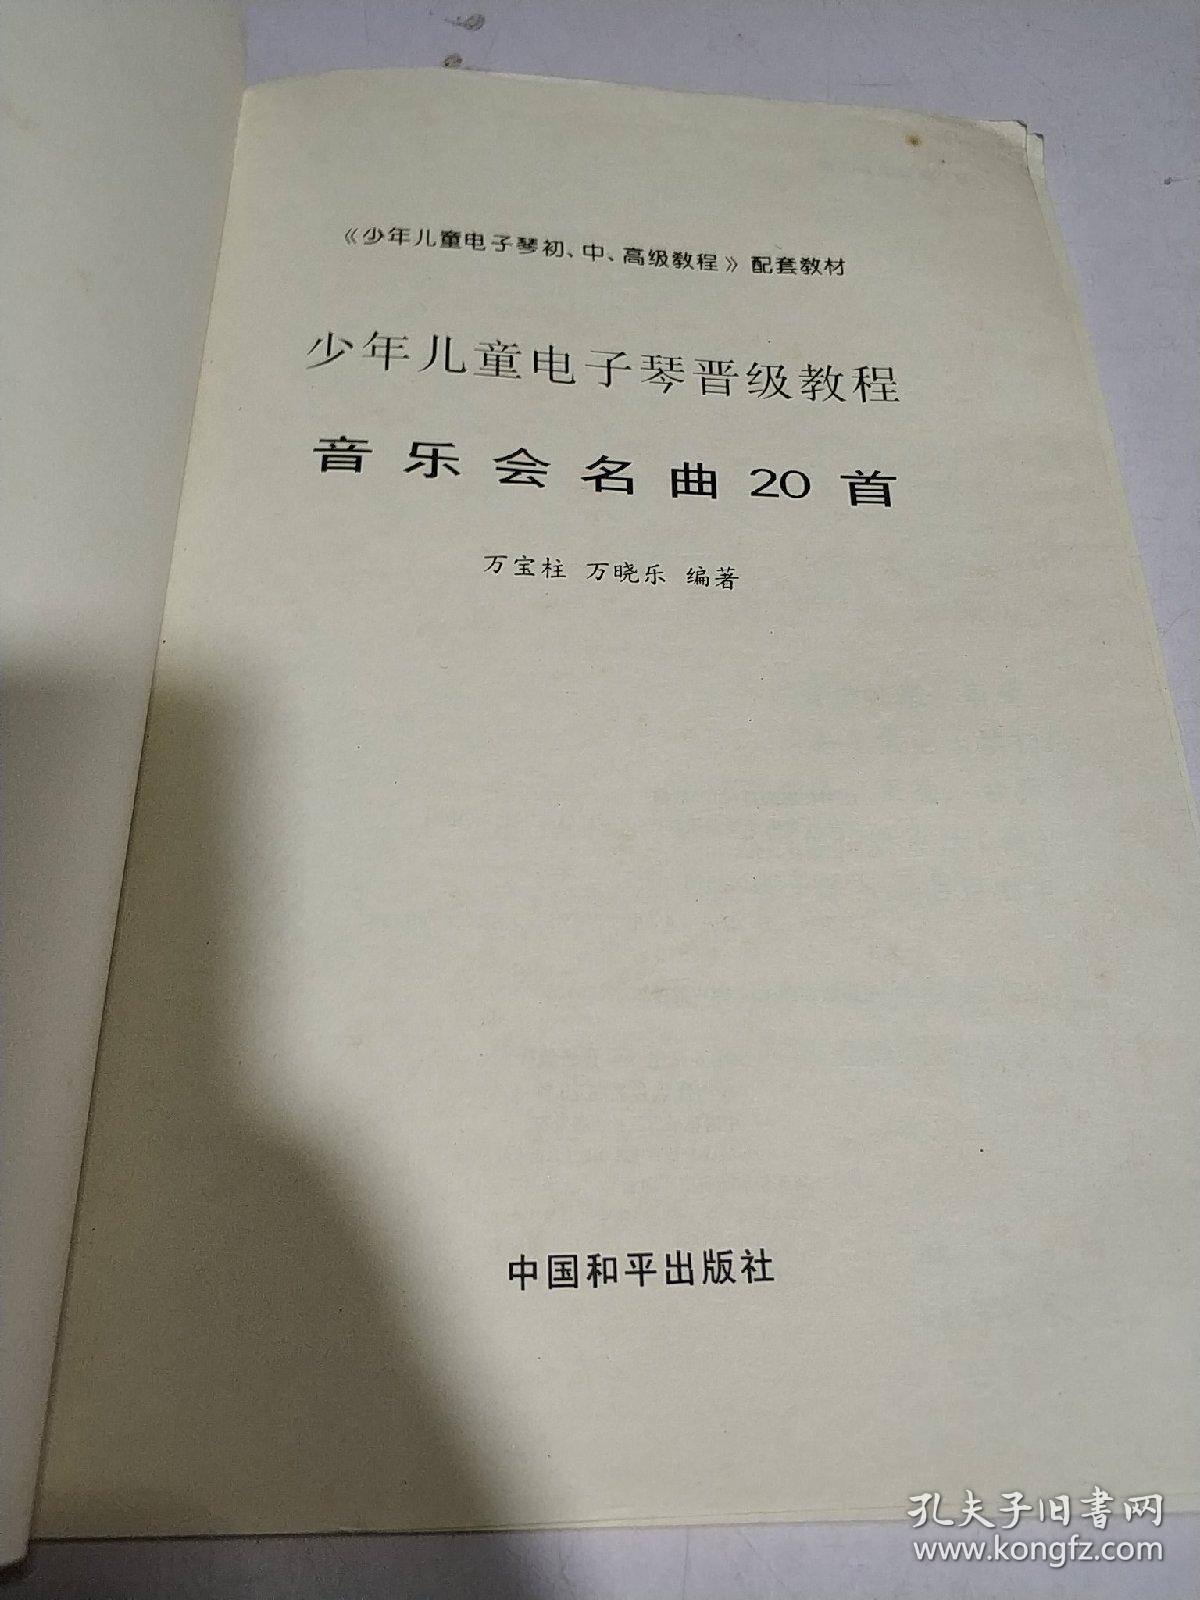 《少年儿童电子琴初、中、高级教程》配套教材
少年儿童电子琴晋级教程
音乐会名曲20首
万宝柱 万晓乐 编著
中国和平出版社
孔夫子旧书网
www.kongfz.com